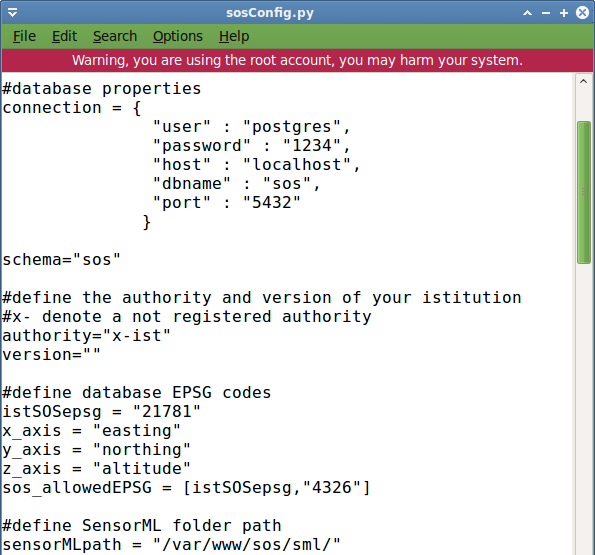 sosConfig.py
File Edit Search Options Help
Warning, you are using the root account, you may harm your system.
#database properties
connection = {
"user" : "postgres",
"password" : "1234",
"host" : "localhost",
"dbname" : "sos",
"port" : "5432"
}
schema="sos"
#define the authority and version of your istitution
#x- denote a not registered authority
authority="x-ist"
version=""
#define database EPSG codes
istSOSepsg = "21781"
x_axis = "easting"
y_axis = "northing"
z_axis = "altitude"
sos_allowedEPSG = [istSOSepsg,"4326"]
#define SensorML folder path
sensorMLpath = "/var/www/sos/sml/"